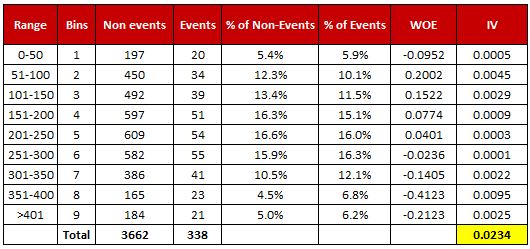 Range Bins Non events Events % of Non-Events % of Events WOE IV
0-50 1 197 20 5.4% 5.9% -0.0952 0.0005
51-100 2 450 34 12.3% 10.1% 0.2002 0.0045
101-150 3 492 39 13.4% 11.5% 0.1522 0.0029
151-200 4 597 51 16.3% 15.1% 0.0774 0.0009
201-250 5 609 54 16.6% 16.0% 0.0401 0.0003
251-300 6 582 55 15.9% 16.3% -0.0236 0.0001
301-350 7 386 41 10.5% 12.1% -0.1405 0.0022
351-400 8 165 23 4.5% 6.8% -0.4123 0.0095
>401 9 184 21 5.0% 6.2% -0.2123 0.0025
Total 3662 338 0.0234